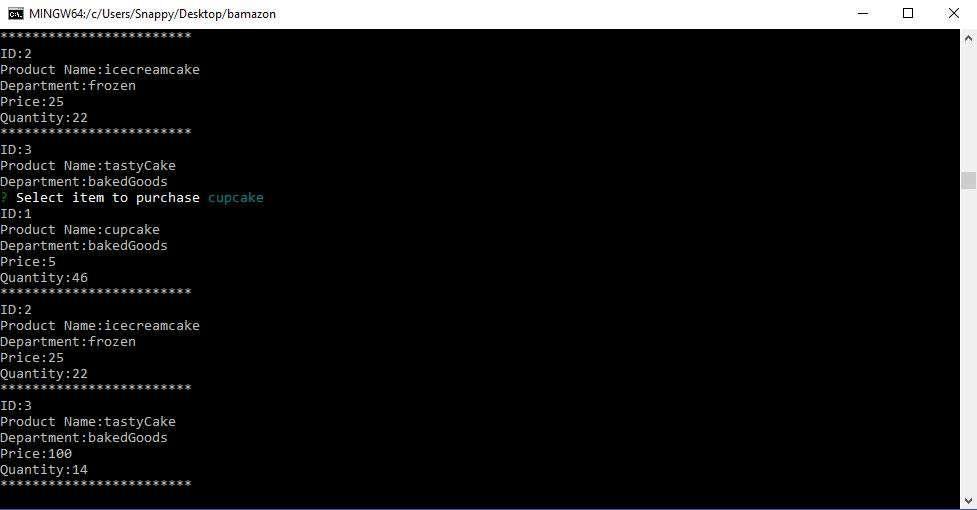 MINGW64:/c/Users/Snappy/Desktop/bamazon
************************
ID:2
Product Name:icecreamcake
Department:frozen
Price:25
Quantity:22
************************
ID:3
Product Name:tastyCake
Department:bakedGoods
? Select item to purchase cupcake
ID:1
Product Name:cupcake
Department:bakedGoods
Price:5
Quantity:46
************************
ID:2
Product Name:icecreamcake
Department:frozen
Price:25
Quantity:22
************************
ID:3
Product Name:tastyCake
Department:bakedGoods
Price:100
Quantity:14
************************